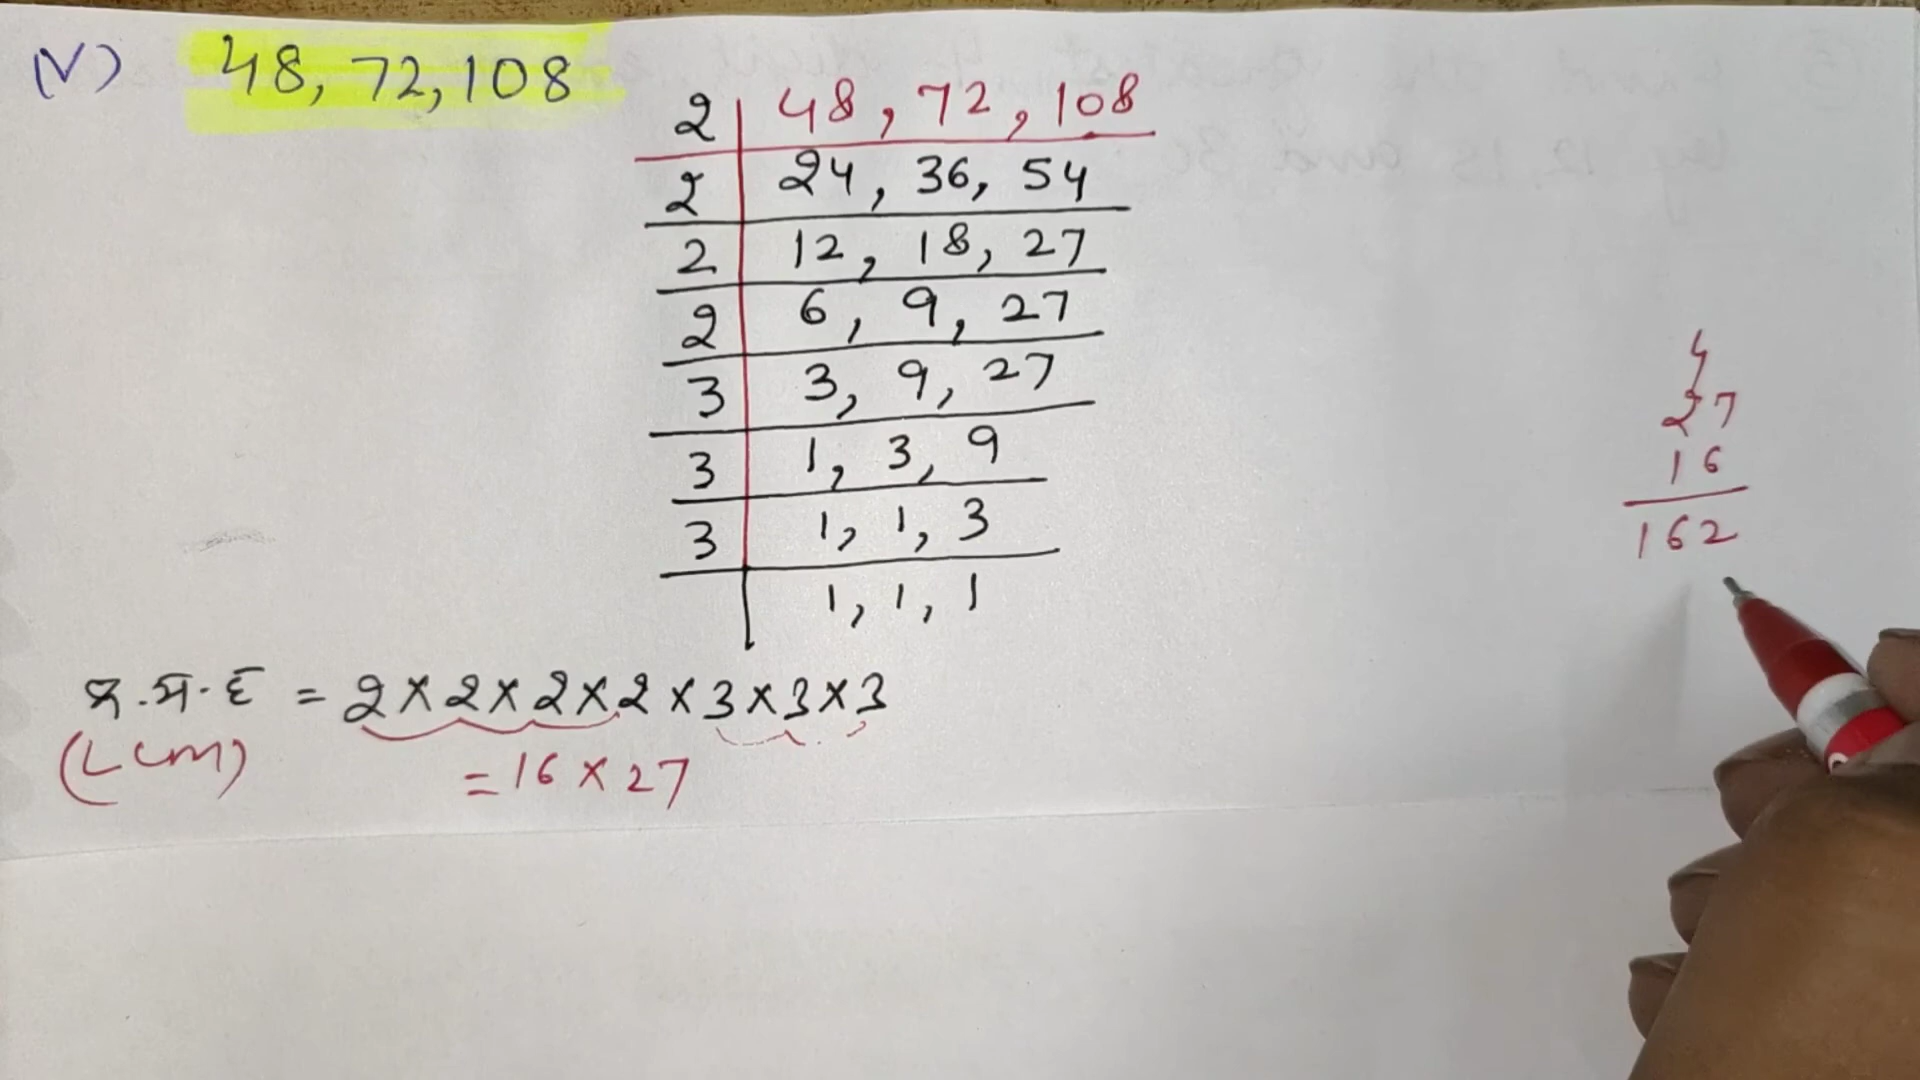 (V) 48, 72, 108
2 | 48, 72, 108
2 | 24, 36, 54
2 | 12, 18, 27
2 | 6, 9, 27
3 | 3, 9, 27
3 | 1, 3, 9
3 | 1, 1, 3
1, 1, 1
4
27
16
162
= 2 × 2 × 2 × 2 × 3 × 3 × 3
(LCM) = 16 × 27